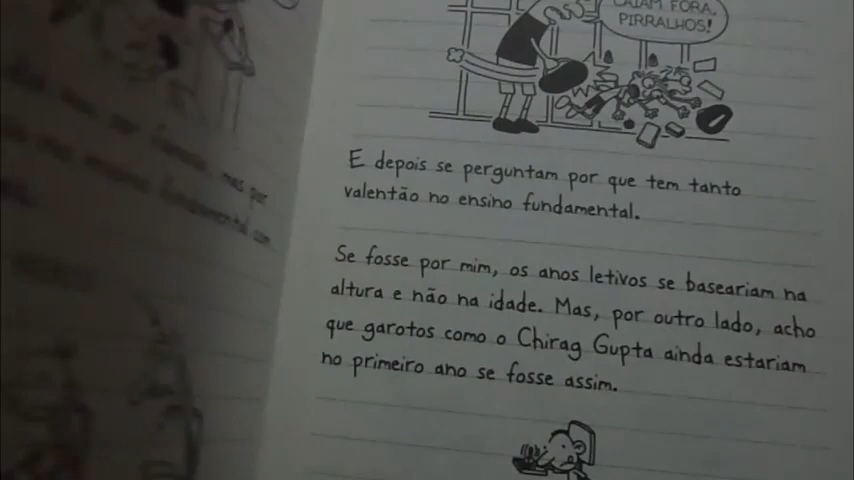 CAIAM FORA,
PIRRALHOS!
E depois se perguntam por que tem tanto
valentão no ensino fundamental.
Se fosse por mim, os anos letivos se baseariam na
altura e não na idade. Mas, por outro lado, acho
que garotos como o Chirag Gupta ainda estariam
no primeiro ano se fosse assim.